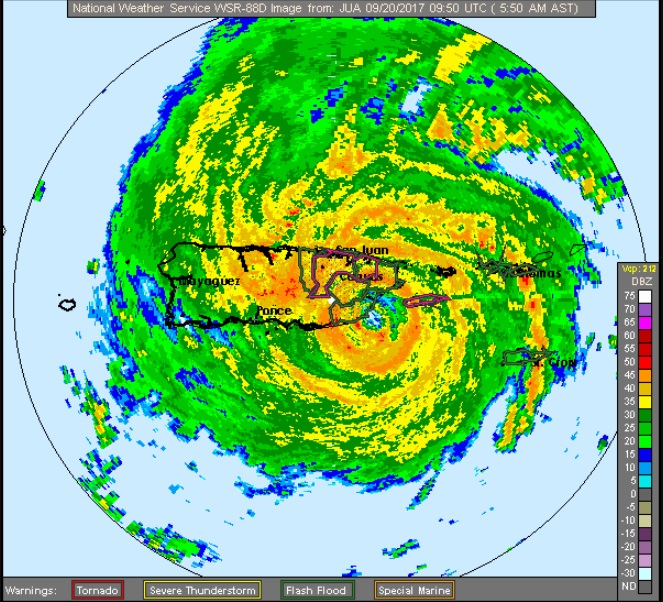 National Weather Service WSR-88D Image from: JUA 09/20/2017 09:50 UTC ( 5:50 AM AST)
San Juan
Mayaguez
Ponce
Vcp: 212
DBZ
75
70
65
60
55
50
45
40
35
30
25
20
15
10
5
0
-5
-10
-15
-20
-25
-30
ND
Warnings: Tornado Severe Thunderstorm Flash Flood Special Marine